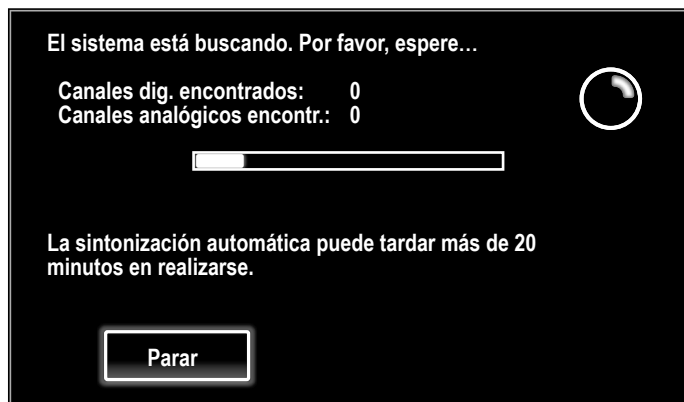 El sistema está buscando. Por favor, espere…
Canales dig. encontrados: 0
Canales analógicos encontr.: 0
La sintonización automática puede tardar más de 20
minutos en realizarse.
Parar